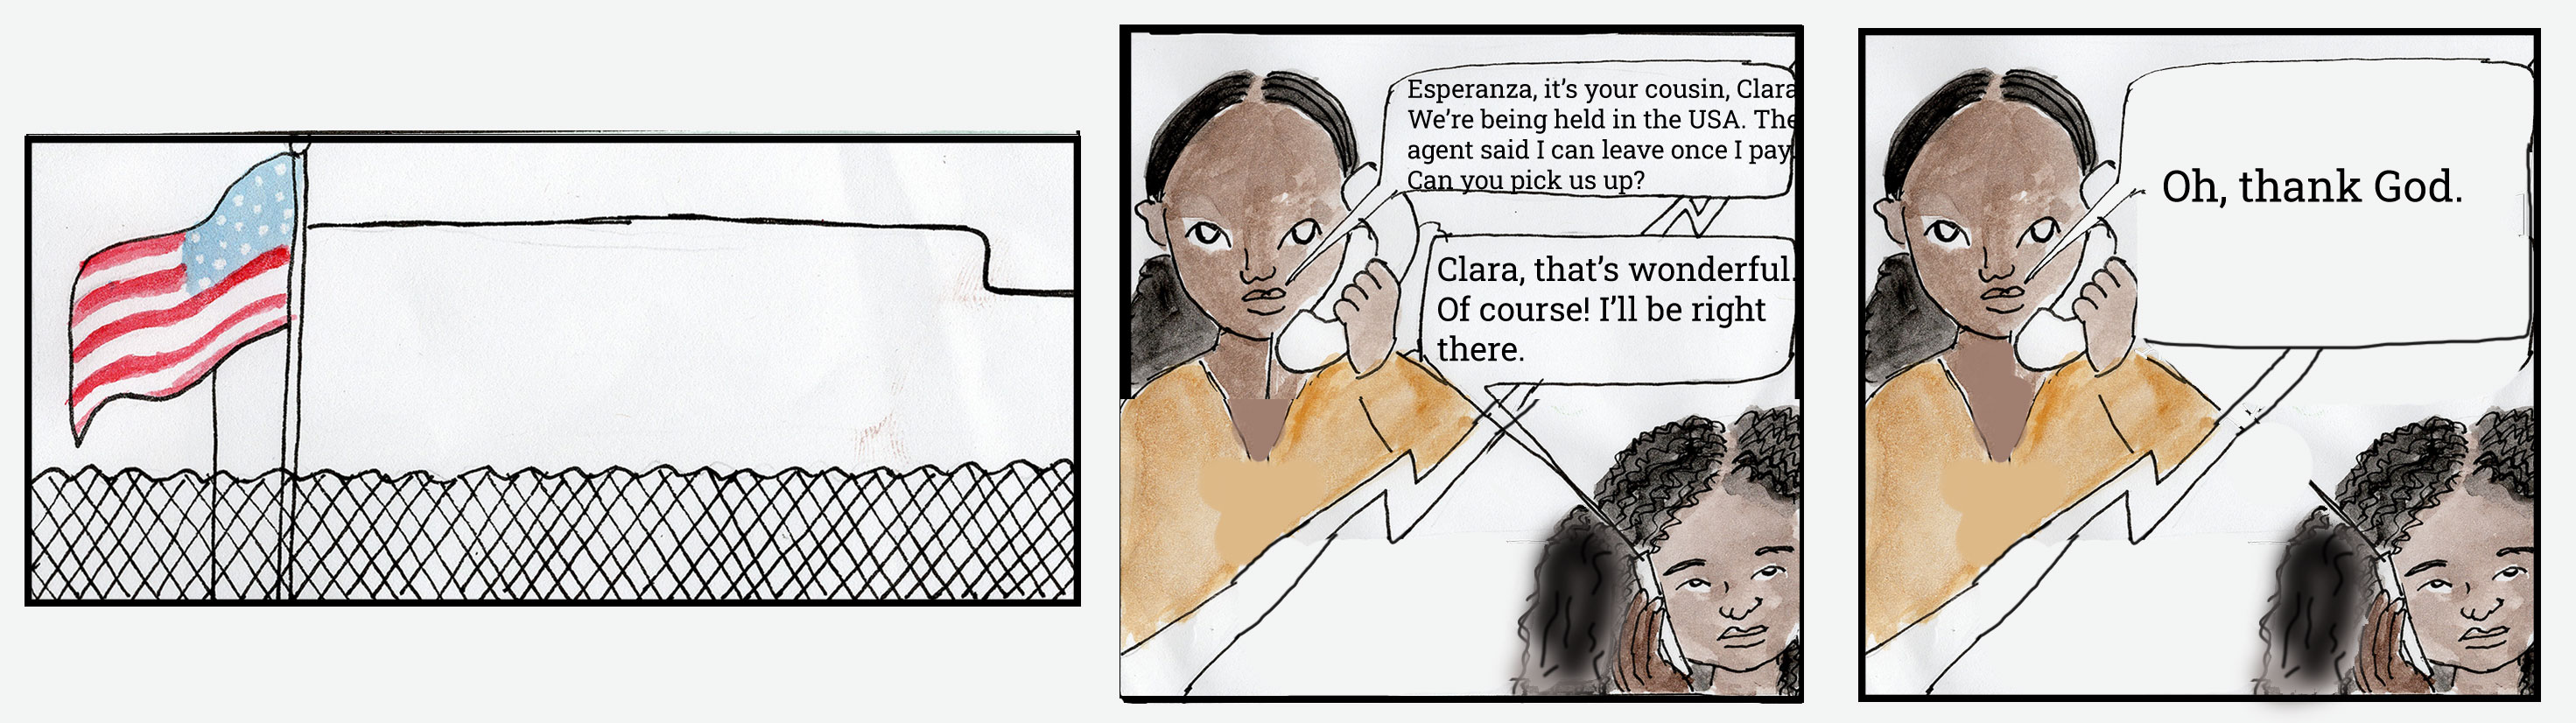 Esperanza, it’s your cousin, Clara
We’re being held in the USA. The
agent said I can leave once I pay.
Can you pick us up?
Clara, that’s wonderful.
Of course! I’ll be right
there.
Oh, thank God.